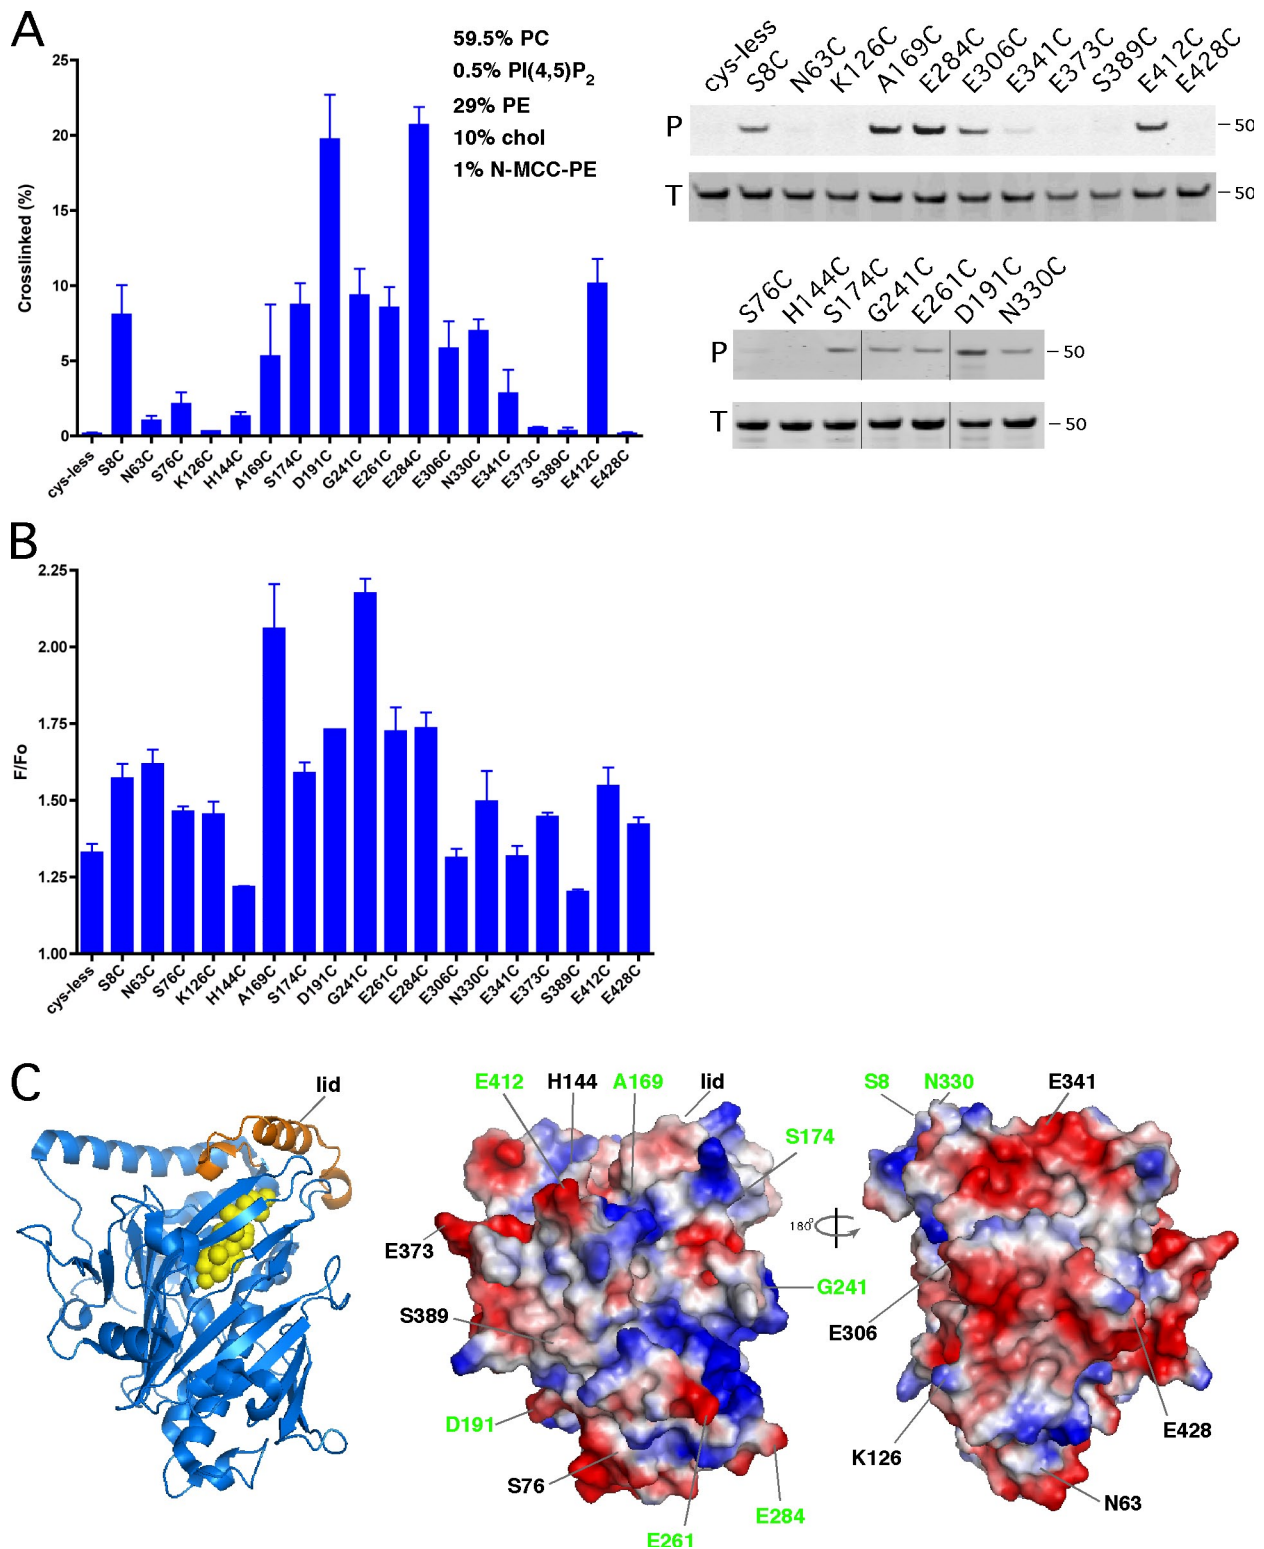 A
59.5% PC
0.5% PI(4,5)P2
29% PE
10% chol
1% N-MCC-PE
Crosslinked (%)
25
20
15
10
5
0
cys-less S8C N63C S76C K126C H144C A169C S174C D191C G241C E261C E284C E306C N330C E341C E373C S389C E412C E428C
cys-less S8C N63C K126C A169C E284C E306C E341C E373C S389C E412C E428C
P
50
T
50
S76C H144C S174C G241C E261C D191C N330C
P
50
T
50
B
F/Fo
2.25
2.00
1.75
1.50
1.25
1.00
cys-less S8C N63C S76C K126C H144C A169C S174C D191C G241C E261C E284C E306C N330C E341C E373C S389C E412C E428C
C
lid
E412 H144 A169 lid
S174
E373
S389
G241
D191
S76
E261
E284
180°
S8 N330 E341
E306
K126
E428
N63